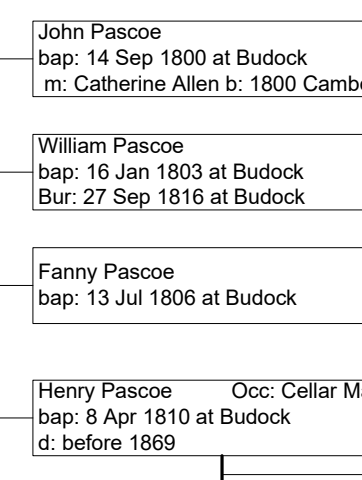 John Pascoe
bap: 14 Sep 1800 at Budock
m: Catherine Allen b: 1800
William Pascoe
bap: 16 Jan 1803 at Budock
Bur: 27 Sep 1816 at Budock
Fanny Pascoe
bap: 13 Jul 1806 at Budock
Henry Pascoe Occ: Cellar
bap: 8 Apr 1810 at Budock
d: before 1869